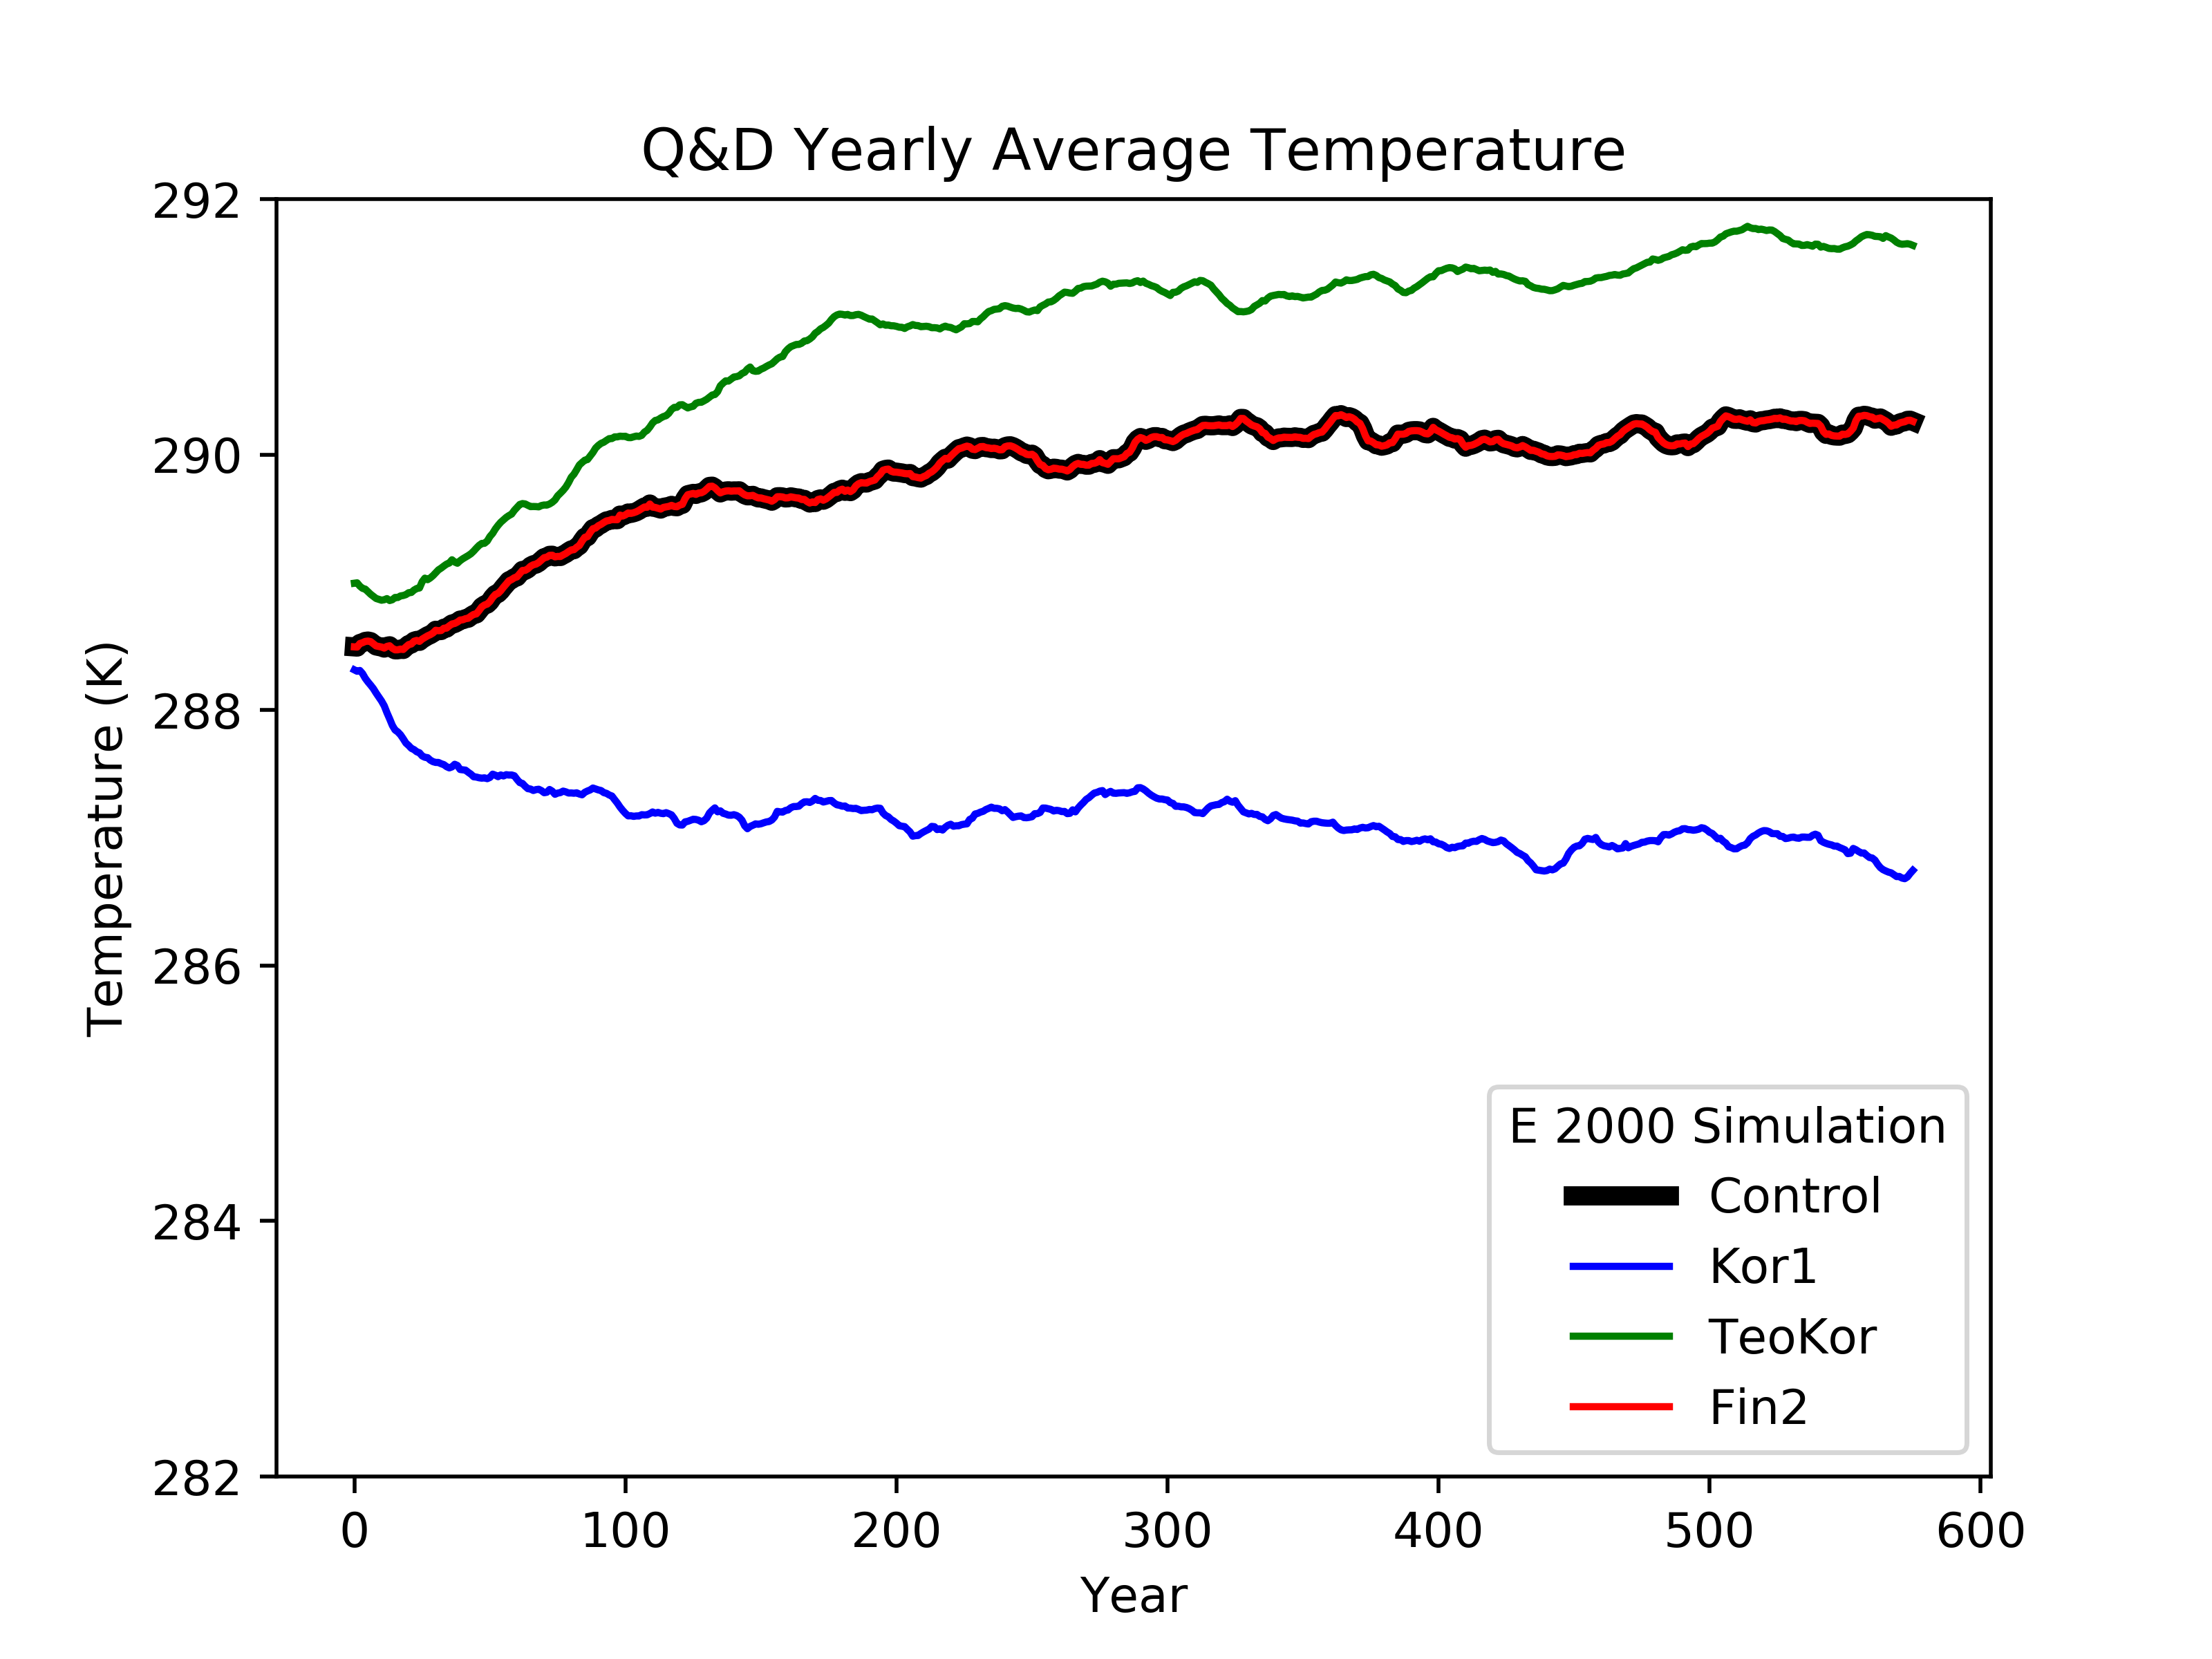 Q&D Yearly Average Temperature
292
290
288
286
284
282
Temperature (K)
0 100 200 300 400 500 600
Year
E 2000 Simulation
Control
Kor1
TeoKor
Fin2